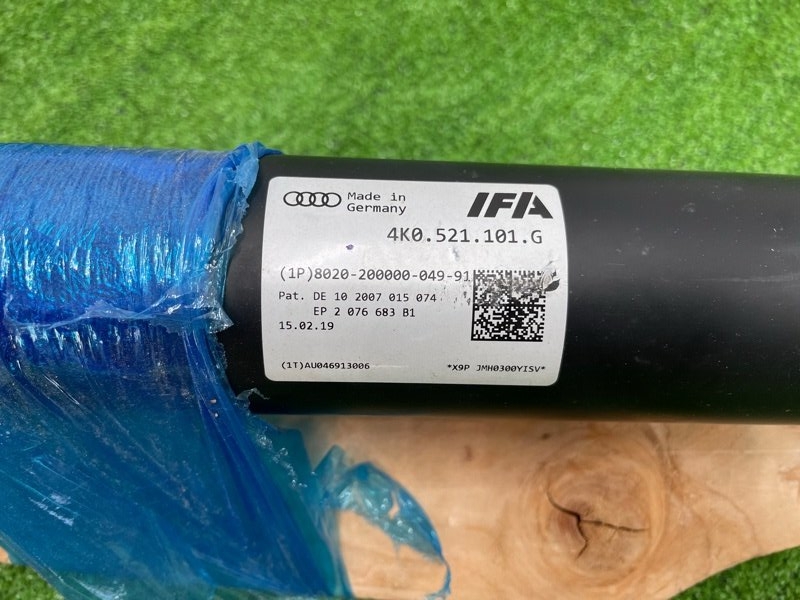 Made in
Germany
IFA
4K0.521.101.G
(1P)8020-200000-049-91
Pat. DE 10 2007 015 074
EP 2 076 683 B1
15.02.19
(1T)AU046913006
*X9P JMH0300YISV*